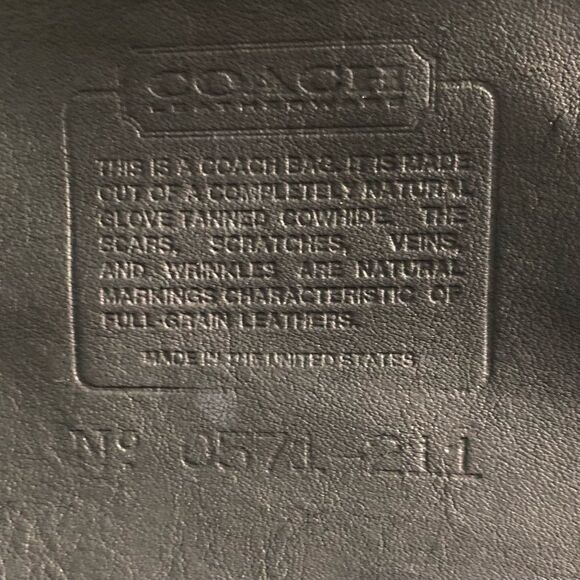 COACH
LEATHERWARE
THIS IS A COACH BAG. IT IS MADE
OUT OF A COMPLETELY NATURAL
GLOVE TANNED COWHIDE. THE
SCARS, SCRATCHES, VEINS,
AND WRINKLES ARE NATURAL
MARKINGS CHARACTERISTIC OF
FULL-GRAIN LEATHERS.
MADE IN THE UNITED STATES
Nº 0571-211